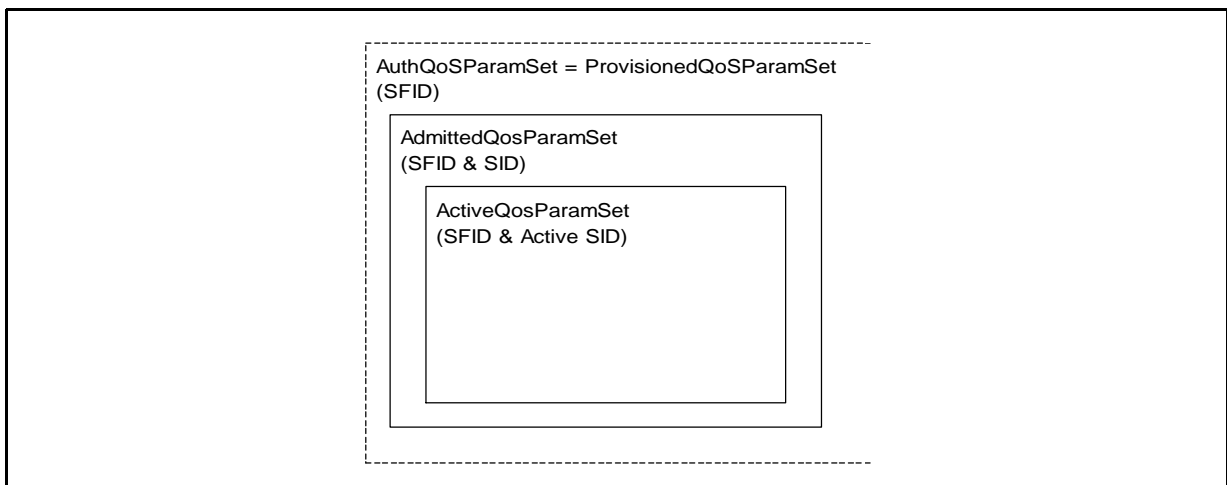 AuthQoSParamSet = ProvisionedQoSParamSet
(SFID)
AdmittedQosParamSet
(SFID & SID)
ActiveQosParamSet
(SFID & Active SID)